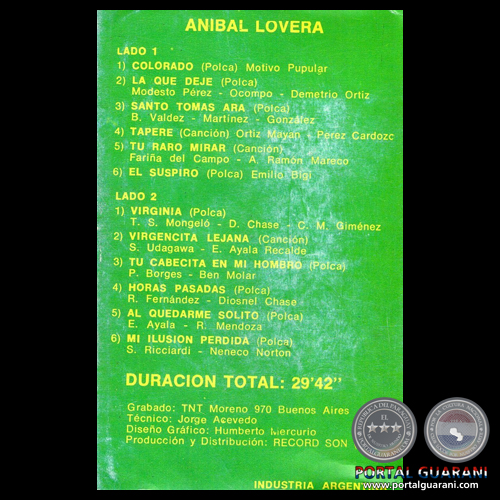 ANIBAL LOVERA
LADO 1
1) COLORADO (Polca) Motivo Pupular
2) LA QUE DEJE (Polca)
Modesto Pérez - Ocompo - Demetrio Ortiz
3) SANTO TOMAS ARA (Polca)
B. Valdez - Martínez - González
4) TAPERE (Canción) Ortiz Mayan - Pérez Cardozo
5) TU RARO MIRAR (Canción)
Fariña del Campo - A. Ramón Mareco
6) EL SUSPIRO (Polca) Emilio Bigi
LADO 2
1) VIRGINIA (Polca)
T. S. Mongeló - D. Chase - C. M. Giménez
2) VIRGENCITA LEJANA (Canción)
S. Udagawa - E. Ayala Recalde
3) TU CABECITA EN MI HOMBRO (Polca)
P. Borges - Ben Molar
4) HORAS PASADAS (Polca)
R. Fernández - Diosnel Chase
5) AL QUEDARME SOLITO (Polca)
E. Ayala - R. Mendoza
6) MI ILUSION PERDIDA (Polca)
S. Ricciardi - Neneco Norton
DURACION TOTAL: 29'42''
Grabado: TNT Moreno 970 Buenos Aires
Técnico: Jorge Acevedo
Diseño Gráfico: Humberto Mercurio
Producción y Distribución: RECORD SON
INDUSTRIA ARGENT
PORTAL GUARANI
www.portalguarani.com